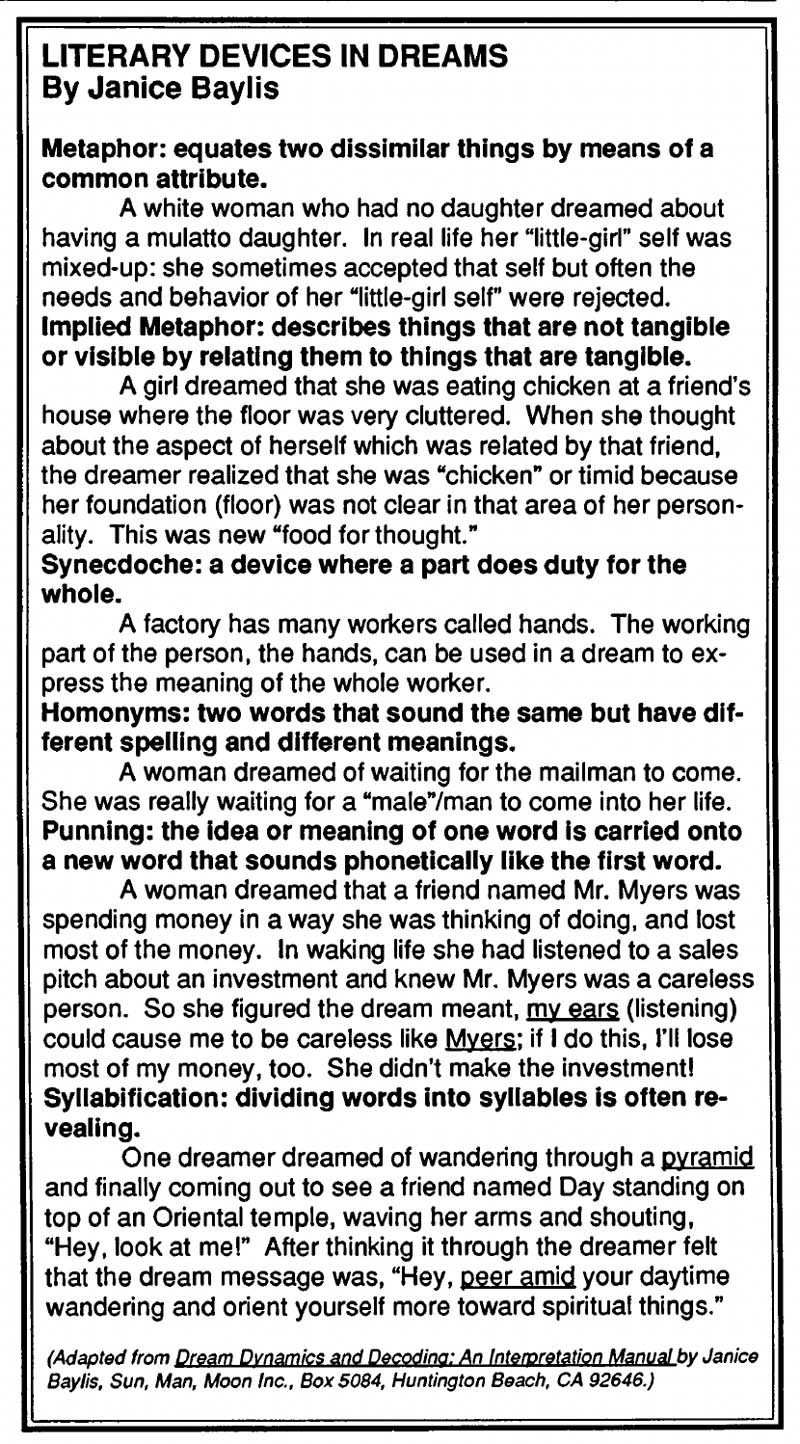 LITERARY DEVICES IN DREAMS
By Janice Baylis
Metaphor: equates two dissimilar things by means of a
common attribute.
A white woman who had no daughter dreamed about
having a mulatto daughter. In real life her “little-girl” self was
mixed-up: she sometimes accepted that self but often the
needs and behavior of her “little-girl self” were rejected.
Implied Metaphor: describes things that are not tangible
or visible by relating them to things that are tangible.
A girl dreamed that she was eating chicken at a friend's
house where the floor was very cluttered. When she thought
about the aspect of herself which was related by that friend,
the dreamer realized that she was “chicken” or timid because
her foundation (floor) was not clear in that area of her person-
ality. This was new “food for thought.”
Synecdoche: a device where a part does duty for the
whole.
A factory has many workers called hands. The working
part of the person, the hands, can be used in a dream to ex-
press the meaning of the whole worker.
Homonyms: two words that sound the same but have dif-
ferent spelling and different meanings.
A woman dreamed of waiting for the mailman to come.
She was really waiting for a “male”/man to come into her life.
Punning: the idea or meaning of one word is carried onto
a new word that sounds phonetically like the first word.
A woman dreamed that a friend named Mr. Myers was
spending money in a way she was thinking of doing, and lost
most of the money. In waking life she had listened to a sales
pitch about an investment and knew Mr. Myers was a careless
person. So she figured the dream meant, my ears (listening)
could cause me to be careless like Myers; if I do this, I'll lose
most of my money, too. She didn't make the investment!
Syllabification: dividing words into syllables is often re-
vealing.
One dreamer dreamed of wandering through a pyramid
and finally coming out to see a friend named Day standing on
top of an Oriental temple, waving her arms and shouting,
“Hey, look at me!” After thinking it through the dreamer felt
that the dream message was, “Hey, peer amid your daytime
wandering and orient yourself more toward spiritual things.”
(Adapted from Dream Dynamics and Decoding: An Interpretation Manual by Janice
Baylis, Sun, Man, Moon Inc., Box 5084, Huntington Beach, CA 92646.)